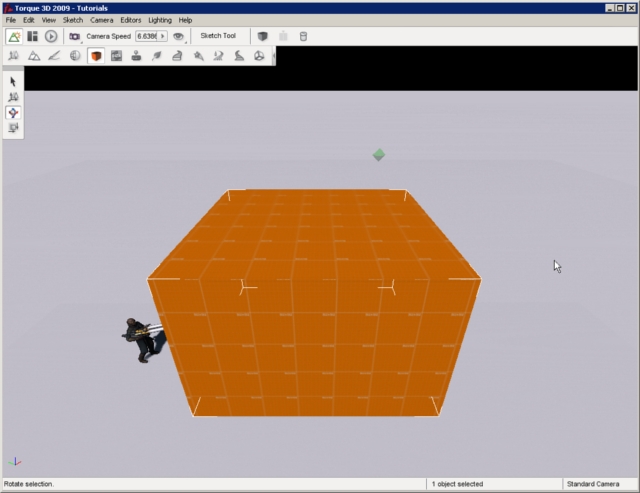 Torque 3D 2009 - Tutorials
File Edit View Sketch Camera Editors Lighting Help
Camera Speed 6.638 Sketch Tool
Rotate selection. 1 object selected Standard Camera